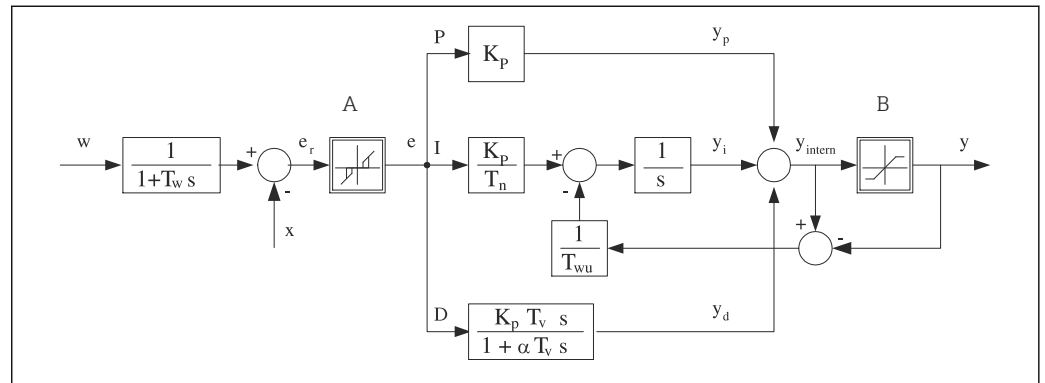 P
K_P
y_p
A
B
w
1
1+T_w s
+
-
x
e_r
e
I
K_P
T_n
+
-
1
s
y_i
y_intern
y
1
T_wu
+
-
D
K_p T_v s
1 + α T_v s
y_d